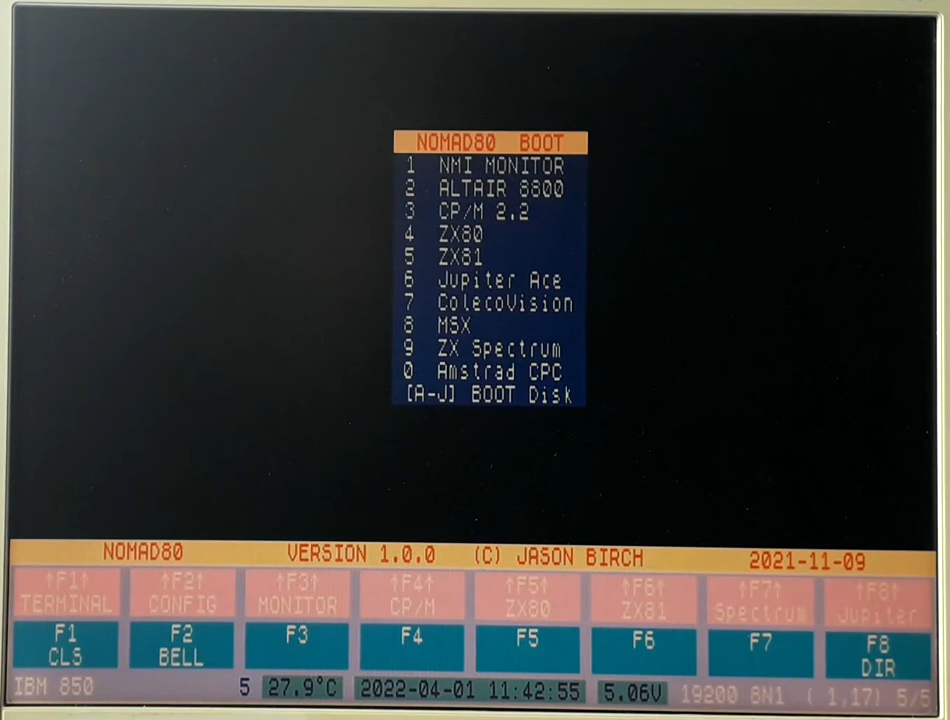 NOMAD80 BOOT
1 NMI MONITOR
2 ALTAIR 8800
3 CP/M 2.2
4 ZX80
5 ZX81
6 Jupiter Ace
7 ColecoVision
8 MSX
9 ZX Spectrum
0 Amstrad CPC
[A-J] BOOT Disk
NOMAD80 VERSION 1.0.0 (C) JASON BIRCH 2021-11-09
↑F1↑ ↑F2↑ ↑F3↑ ↑F4↑ ↑F5↑ ↑F6↑ ↑F7↑ ↑F8↑
TERMINAL CONFIG MONITOR CP/M ZX80 ZX81 Spectrum Jupiter
F1 F2 F3 F4 F5 F6 F7 F8
CLS BELL DIR
IBM 850 5 27.9°C 2022-04-01 11:42:55 5.06V 19200 8N1 ( 1,17) 5/5